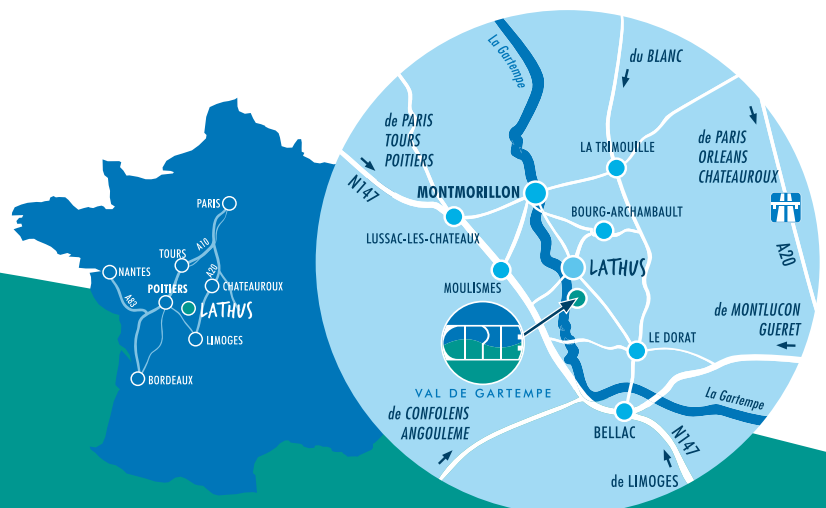 PARIS
A10
TOURS
A20
NANTES
CHATEAUROUX
POITIERS
A83
LATHUS
LIMOGES
BORDEAUX
La Gartempe
du BLANC
de PARIS
TOURS
POITIERS
N147
LA TRIMOUILLE
de PARIS
ORLEANS
CHATEAUROUX
A20
MONTMORILLON
BOURG-ARCHAMBAULT
LUSSAC-LES-CHATEAUX
LATHUS
MOULISMES
de MONTLUCON
GUERET
CPIE
LE DORAT
VAL DE GARTEMPE
La Gartempe
de CONFOLENS
ANGOULEME
BELLAC
N147
de LIMOGES